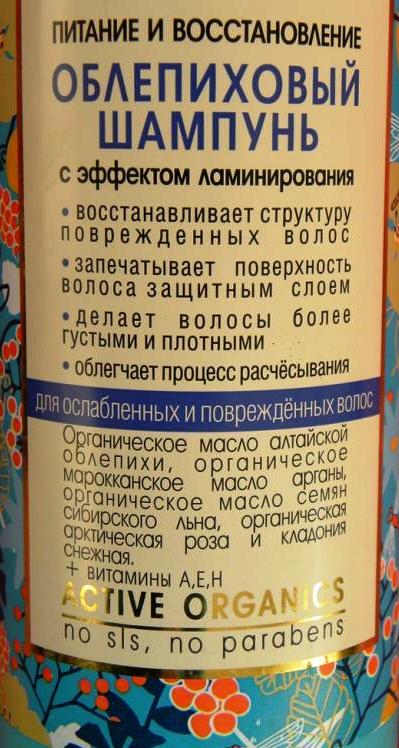 ПИТАНИЕ И ВОССТАНОВЛЕНИЕ
ОБЛЕПИХОВЫЙ
ШАМПУНЬ
с эффектом ламинирования
• восстанавливает структуру
поврежденных волос
• запечатывает поверхность
волоса защитным слоем
• делает волосы более
густыми и плотными
• облегчает процесс расчёсывания
для ослабленных и повреждённых волос
Органическое масло алтайской
облепихи, органическое
марокканское масло арганы,
органическое масло семян
сибирского льна, органическая
арктическая роза и кладония
снежная.
+ витамины А,Е,Н
ACTIVE ORGANICS
no sls, no parabens